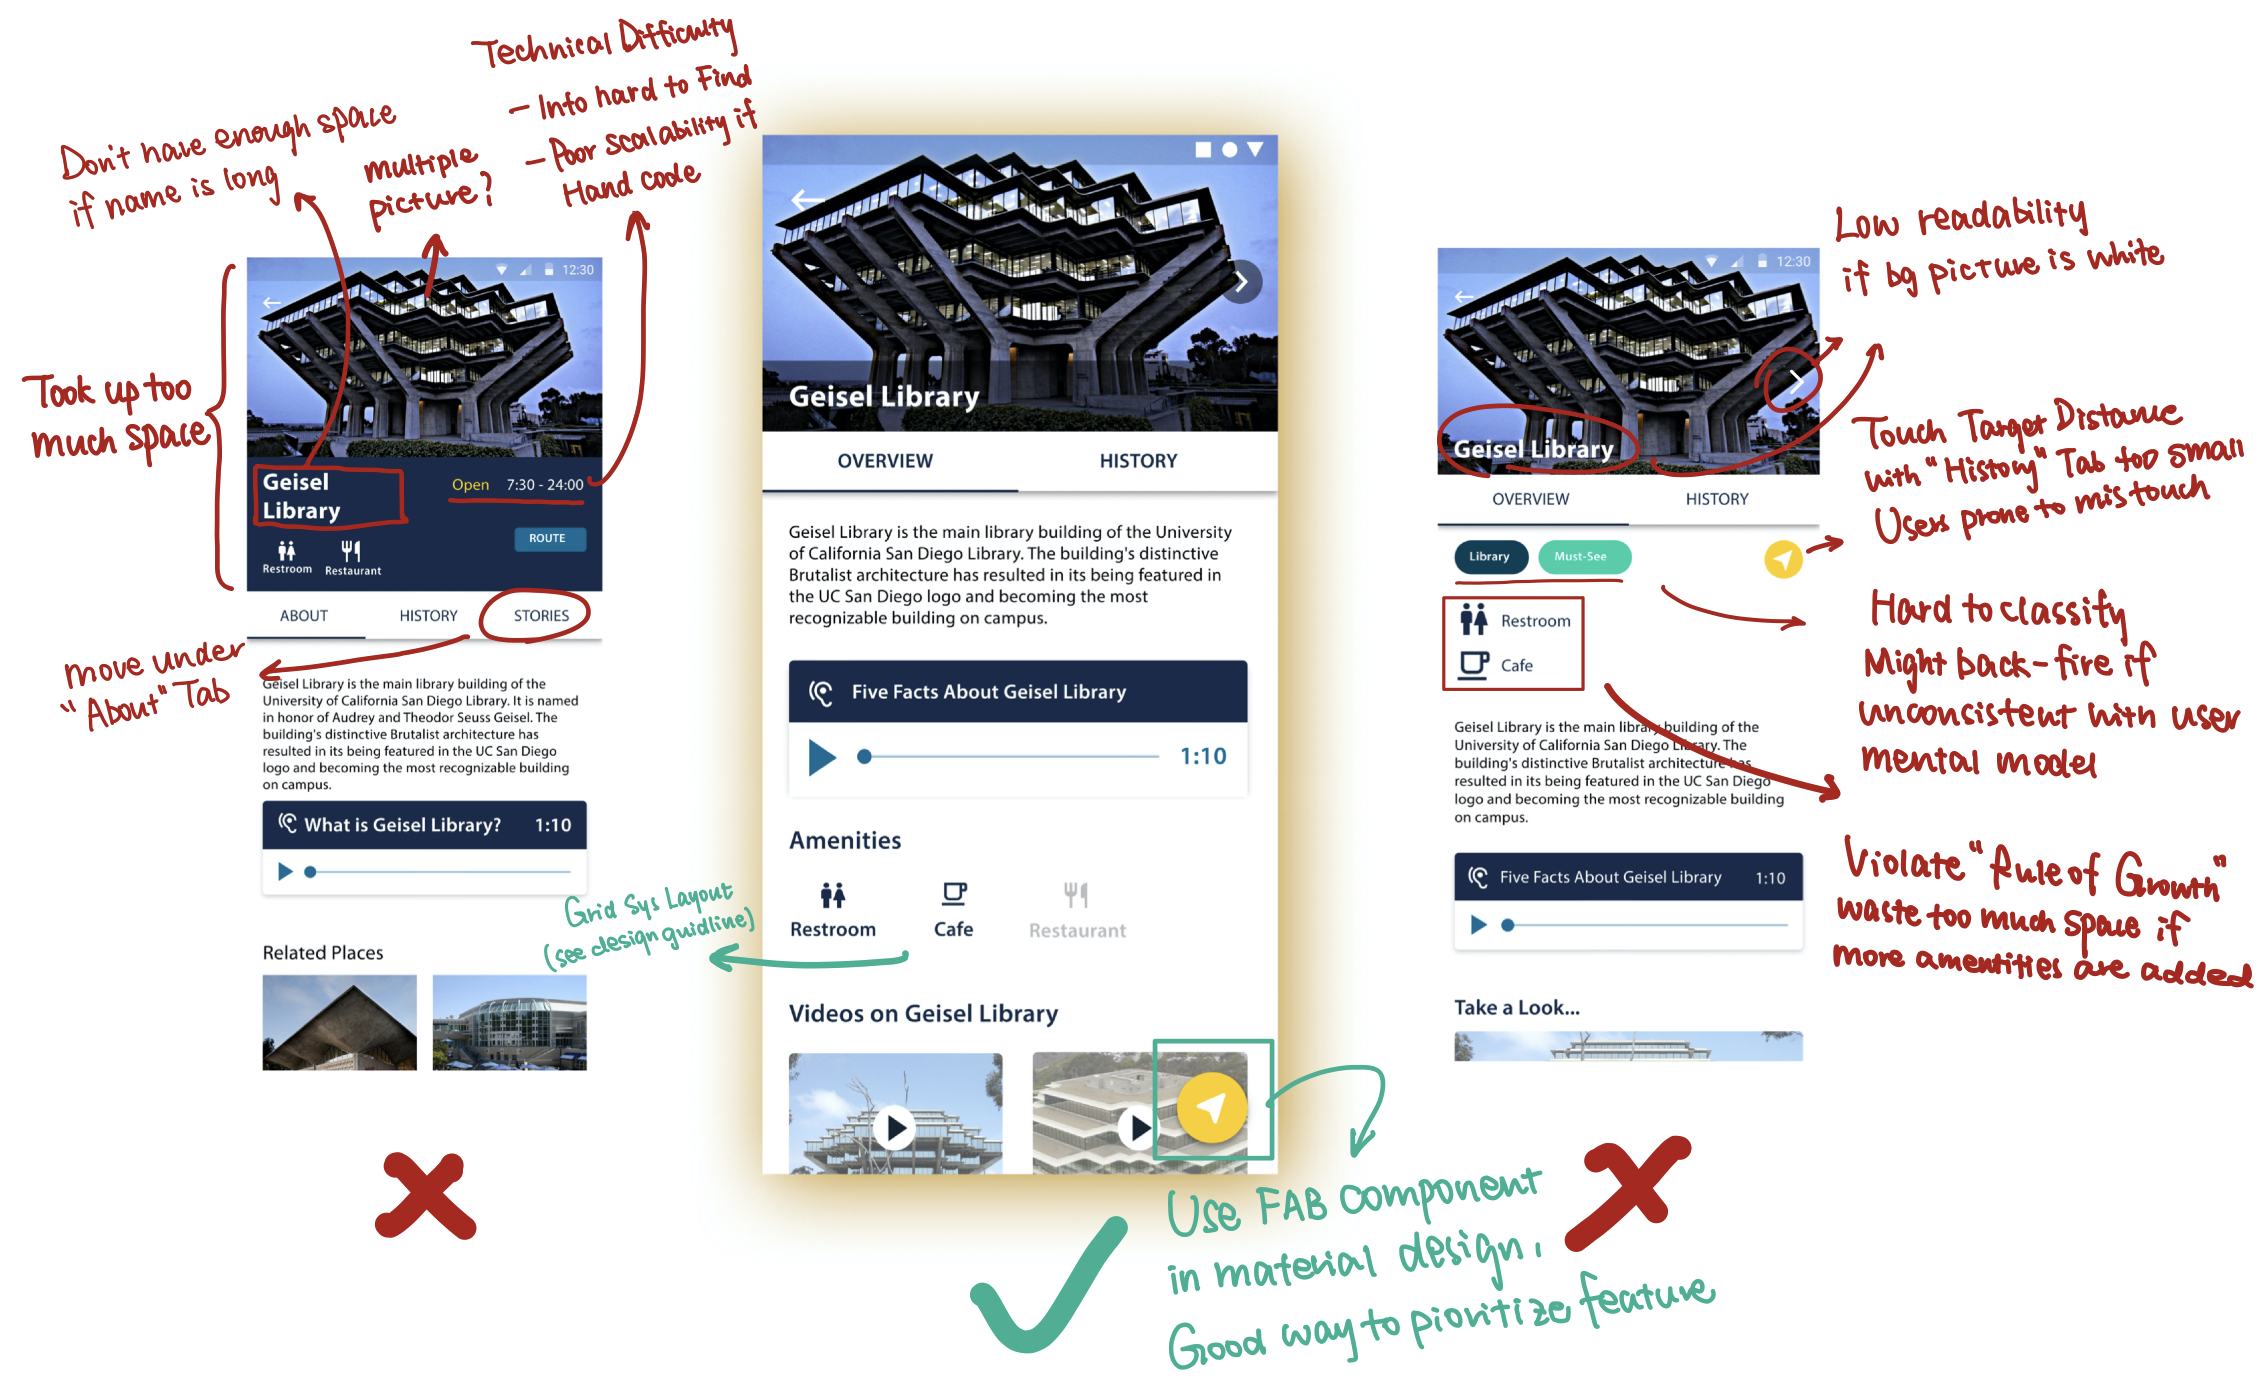 Technical Difficulty
- Info hard to Find
- Poor scalability if
Hand code
Don't have enough space
if name is long
multiple
picture?
Took up too
much space
move under
"About" Tab
12:30
Geisel
Library
Open 7:30 - 24:00
ROUTE
Restroom Restaurant
ABOUT HISTORY STORIES
Geisel Library is the main library building of the
University of California San Diego Library. It is named
in honor of Audrey and Theodor Seuss Geisel. The
building's distinctive Brutalist architecture has
resulted in its being featured in the UC San Diego
logo and becoming the most recognizable building
on campus.
What is Geisel Library? 1:10
Related Places
Geisel Library
OVERVIEW HISTORY
Geisel Library is the main library building of the University
of California San Diego Library. The building's distinctive
Brutalist architecture has resulted in its being featured in
the UC San Diego logo and becoming the most
recognizable building on campus.
Five Facts About Geisel Library
1:10
Amenities
Restroom Cafe Restaurant
Videos on Geisel Library
Grid Sys Layout
(see design guidline)
Use FAB component
in material design.
Good way to pioritize feature
12:30
Geisel Library
OVERVIEW HISTORY
Library Must-See
Restroom
Cafe
Geisel Library is the main library building of the
University of California San Diego Library. The
building's distinctive Brutalist architecture has
resulted in its being featured in the UC San Diego
logo and becoming the most recognizable building
on campus.
Five Facts About Geisel Library 1:10
Take a Look...
Low readability
if bg picture is white
Touch Target Distance
with "History" Tab too small
Users prone to mistouch
Hard to classify
Might back-fire if
unconsistent with user
mental model
Violate "Rule of Growth"
waste too much space if
more amentities are added